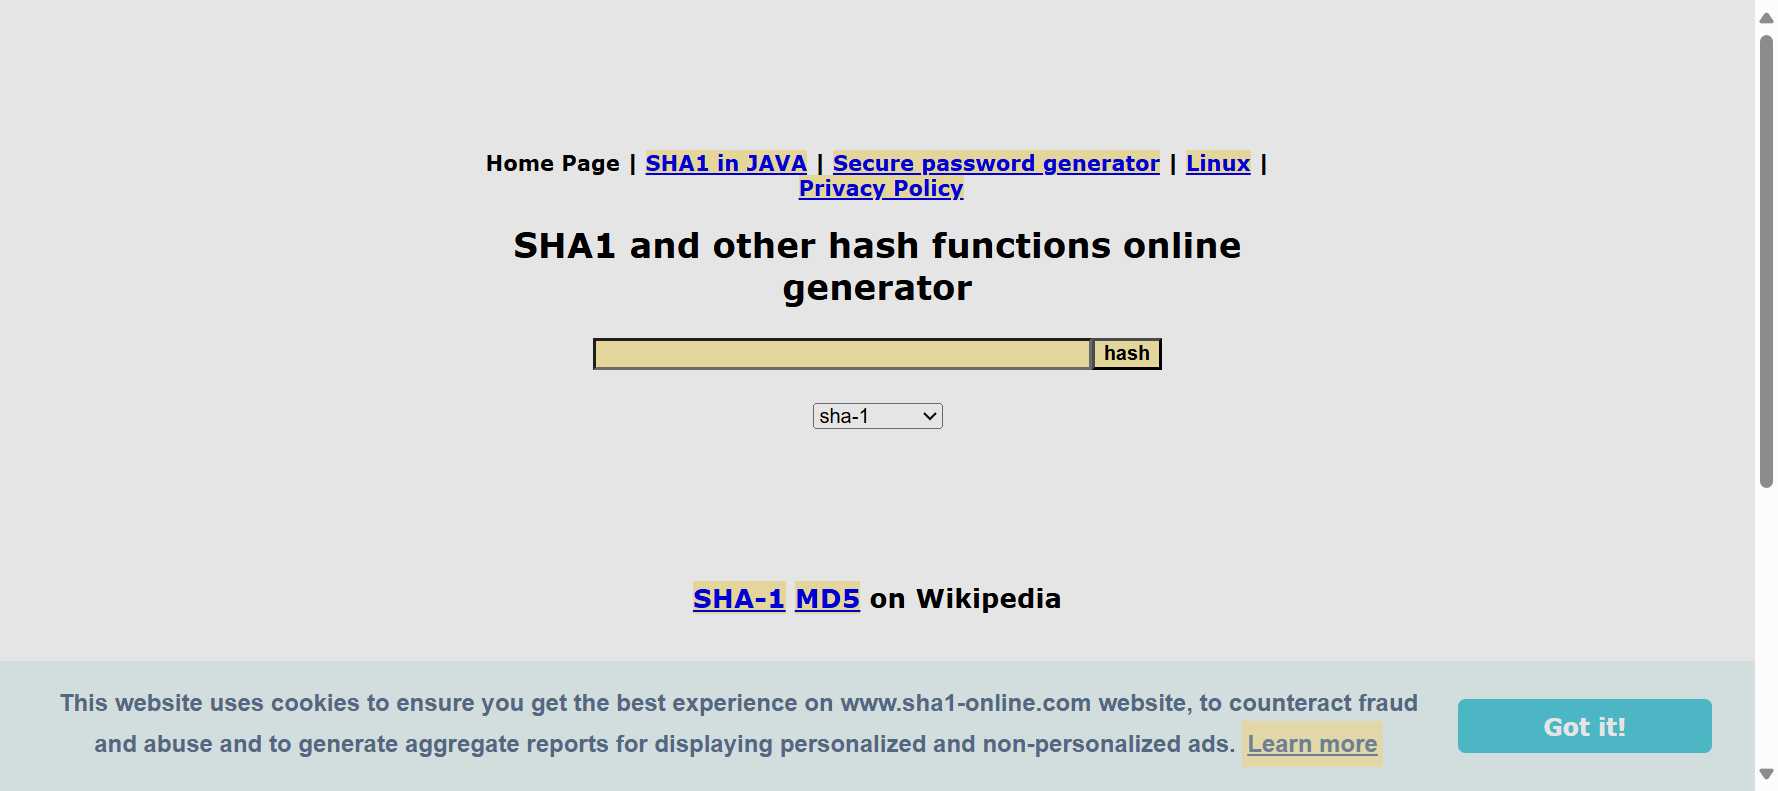 Home Page | SHA1 in JAVA | Secure password generator | Linux |
Privacy Policy
SHA1 and other hash functions online
generator
hash
sha-1
SHA-1 MD5 on Wikipedia
This website uses cookies to ensure you get the best experience on www.sha1-online.com website, to counteract fraud
and abuse and to generate aggregate reports for displaying personalized and non-personalized ads. Learn more
Got it!